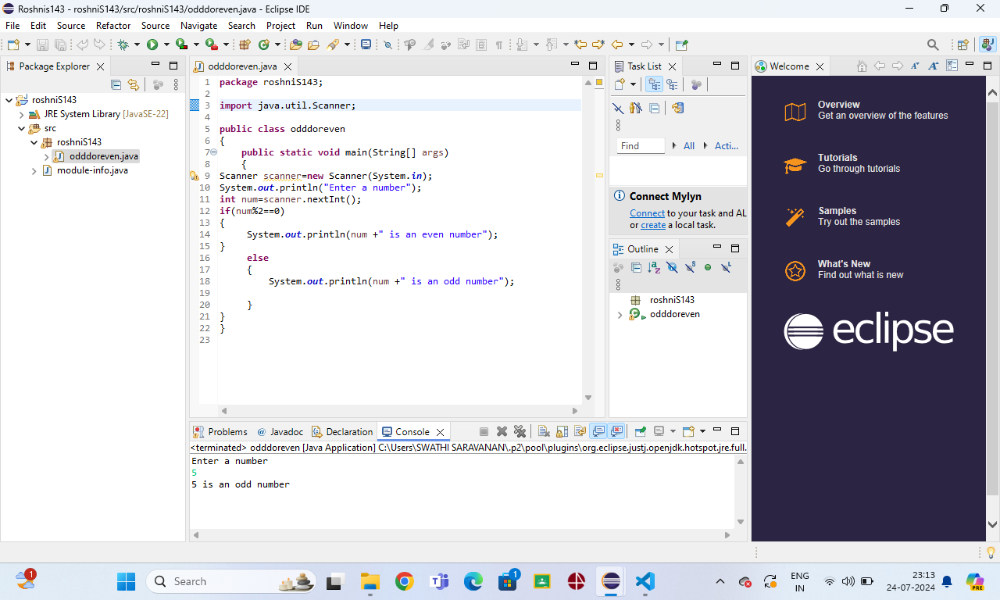 Roshnis143 - roshniS143/src/roshniS143/odddoreven.java - Eclipse IDE
File Edit Source Refactor Source Navigate Search Project Run Window Help
Package Explorer
roshniS143
JRE System Library [JavaSE-22]
src
roshniS143
odddoreven.java
module-info.java
odddoreven.java
1 package roshniS143;
2
3 import java.util.Scanner;
4
5 public class odddoreven
6 {
7 public static void main(String[] args)
8 {
9 Scanner scanner=new Scanner(System.in);
10 System.out.println("Enter a number");
11 int num=scanner.nextInt();
12 if(num%2==0)
13 {
14 System.out.println(num +" is an even number");
15 }
16 else
17 {
18 System.out.println(num +" is an odd number");
19
20 }
21 }
22 }
23
Task List
Find All Acti...
Connect Mylyn
Connect to your task and AL
or create a local task.
Outline
roshniS143
odddoreven
Welcome
Overview
Get an overview of the features
Tutorials
Go through tutorials
Samples
Try out the samples
What's New
Find out what is new
eclipse
Problems @ Javadoc Declaration Console
<terminated> odddoreven [Java Application] C:\Users\SWATHI SARAVANAN\.p2\pool\plugins\org.eclipse.justj.openjdk.hotspot.jre.full.
Enter a number
5
5 is an odd number
1
Search
1
ENG
IN
23:13
24-07-2024
PRE